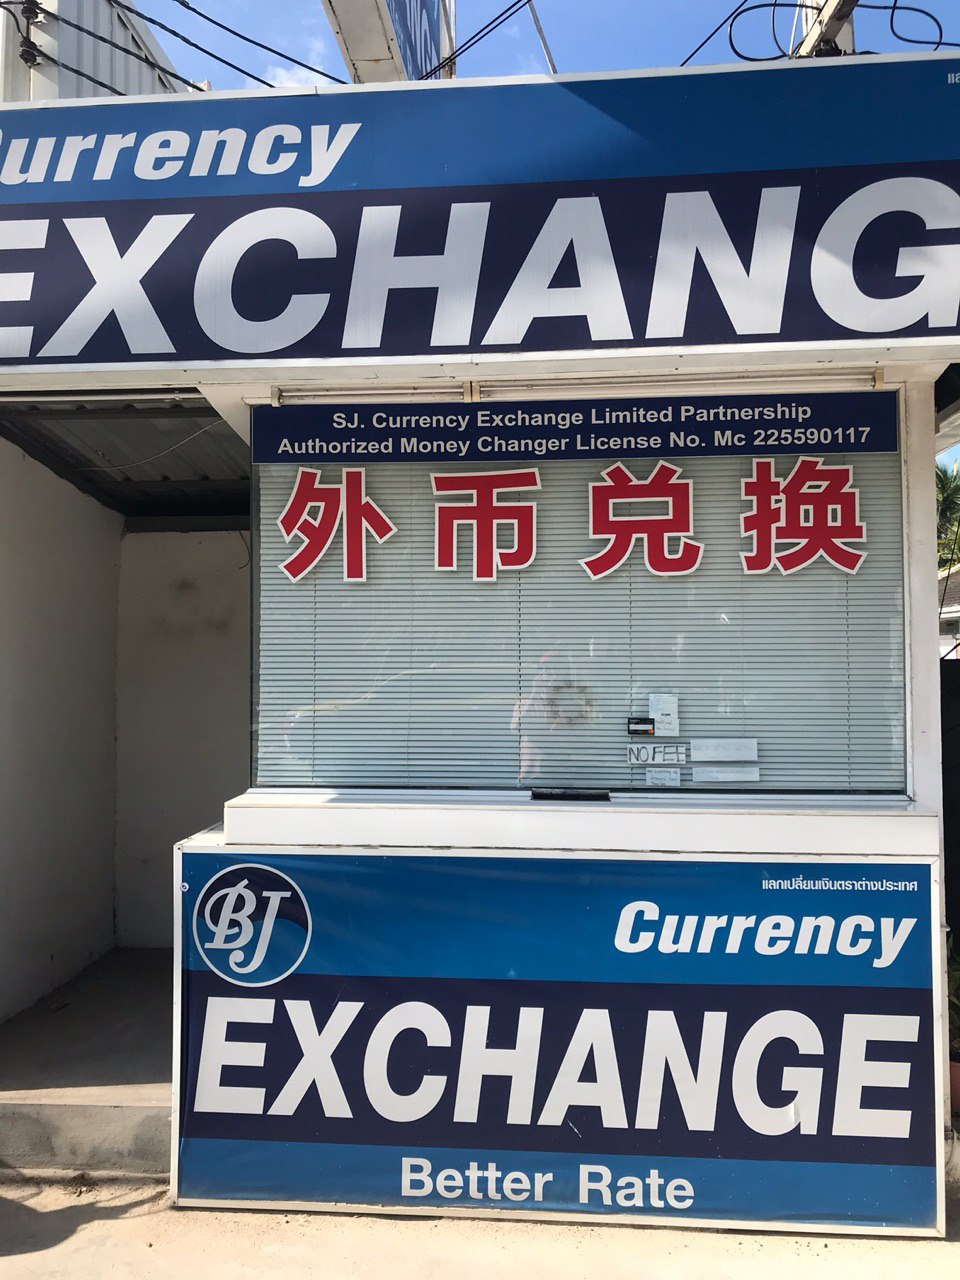 Currency
EXCHANG
SJ. Currency Exchange Limited Partnership
Authorized Money Changer License No. Mc 225590117
外币兑换
NO FEE
BJ
แลกเปลี่ยนเงินตราต่างประเทศ
Currency
EXCHANGE
Better Rate